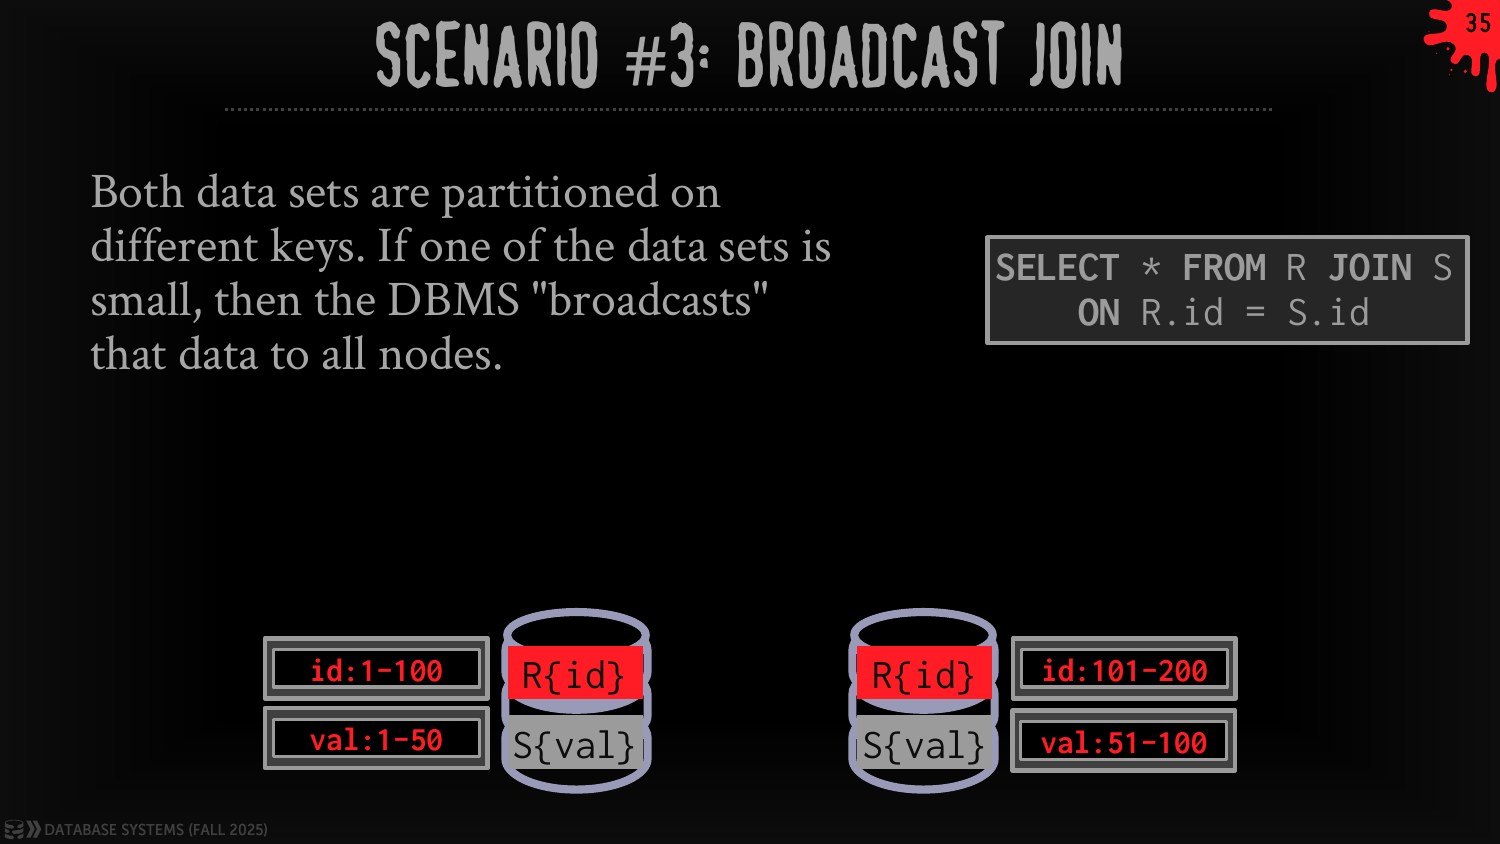 SCENARIO #3: BROADCAST JOIN
35
Both data sets are partitioned on
different keys. If one of the data sets is
small, then the DBMS "broadcasts"
that data to all nodes.
SELECT * FROM R JOIN S
ON R.id = S.id
id:1-100
R{id}
R{id}
id:101-200
val:1-50
S{val}
S{val}
val:51-100
DATABASE SYSTEMS (FALL 2025)